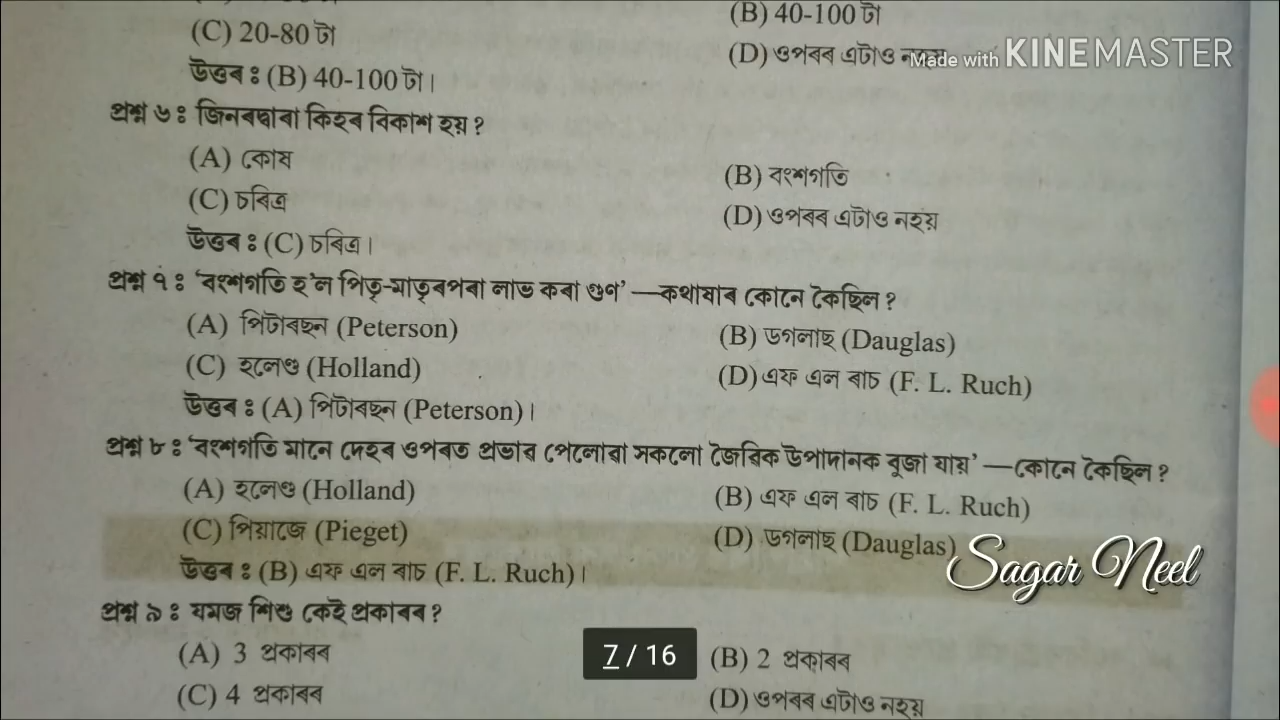 (B) 40-100 টা
(C) 20-80 টা
(D) ওপৰৰ এটাও নহয়
Made with KINEMASTER
উত্তৰ ঃ (B) 40-100 টা।
প্ৰশ্ন ৬ ঃ জিনৰদ্বাৰা কিহৰ বিকাশ হয় ?
(A) কোষ
(B) বংশগতি
(C) চৰিত্ৰ
(D) ওপৰৰ এটাও নহয়
উত্তৰ ঃ (C) চৰিত্ৰ।
প্ৰশ্ন ৭ ঃ ‘বংশগতি হ’ল পিতৃ-মাতৃৰপৰা লাভ কৰা গুণ’ —কথাষাৰ কোনে কৈছিল ?
(A) পিটাৰছন (Peterson)
(B) ডগলাছ (Dauglas)
(C) হলেণ্ড (Holland)
(D) এফ এল ৰাচ (F. L. Ruch)
উত্তৰ ঃ (A) পিটাৰছন (Peterson)।
প্ৰশ্ন ৮ ঃ ‘বংশগতি মানে দেহৰ ওপৰত প্ৰভাৱ পেলোৱা সকলো জৈৱিক উপাদানক বুজা যায়’ —কোনে কৈছিল ?
(A) হলেণ্ড (Holland)
(B) এফ এল ৰাচ (F. L. Ruch)
(C) পিয়াজে (Pieget)
(D) ডগলাছ (Dauglas)
Sagar Neel
উত্তৰ ঃ (B) এফ এল ৰাচ (F. L. Ruch)।
প্ৰশ্ন ৯ ঃ যমজ শিশু কেই প্ৰকাৰৰ ?
(A) 3 প্ৰকাৰৰ
7 / 16
(B) 2 প্ৰকাৰৰ
(C) 4 প্ৰকাৰৰ
(D) ওপৰৰ এটাও নহয়